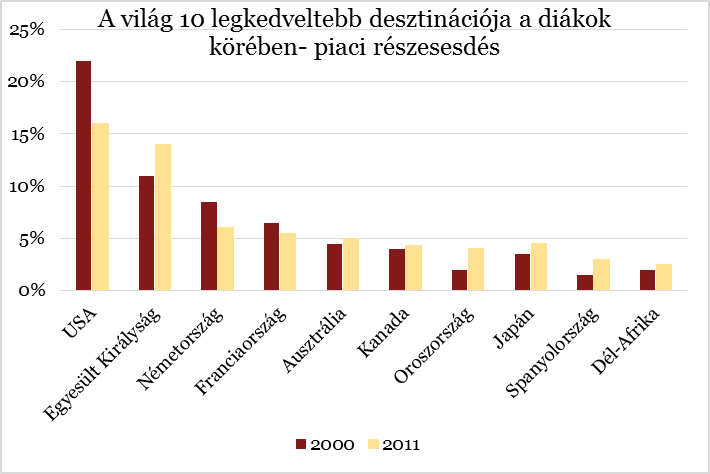 A világ 10 legkedveltebb desztinációja a diákok
körében- piaci részesesdés
25%
20%
15%
10%
5%
0%
USA
Egyesült Királyság
Németország
Franciaország
Ausztrália
Kanada
Oroszország
Japán
Spanyolország
Dél-Afrika
2000
2011